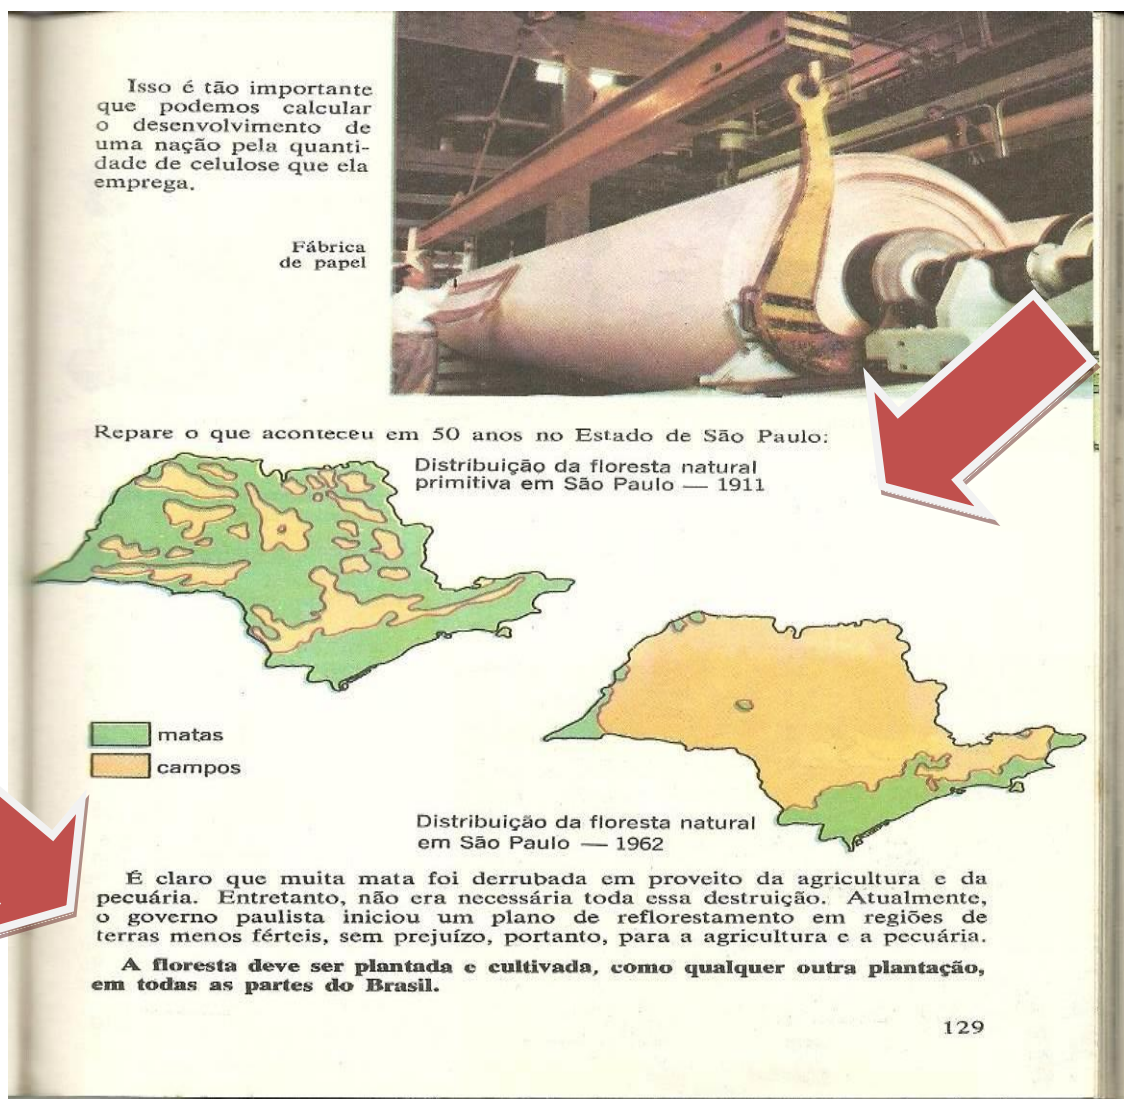 Isso é tão importante
que podemos calcular
o desenvolvimento de
uma nação pela quanti-
dade de celulose que ela
emprega.
Fábrica
de papel
Repare o que aconteceu em 50 anos no Estado de São Paulo:
Distribuição da floresta natural
primitiva em São Paulo — 1911
matas
campos
Distribuição da floresta natural
em São Paulo — 1962
É claro que muita mata foi derrubada em proveito da agricultura e da
pecuária. Entretanto, não era necessária toda essa destruição. Atualmente,
o governo paulista iniciou um plano de reflorestamento em regiões de
terras menos férteis, sem prejuízo, portanto, para a agricultura e a pecuária.
A floresta deve ser plantada e cultivada, como qualquer outra plantação,
em todas as partes do Brasil.
129